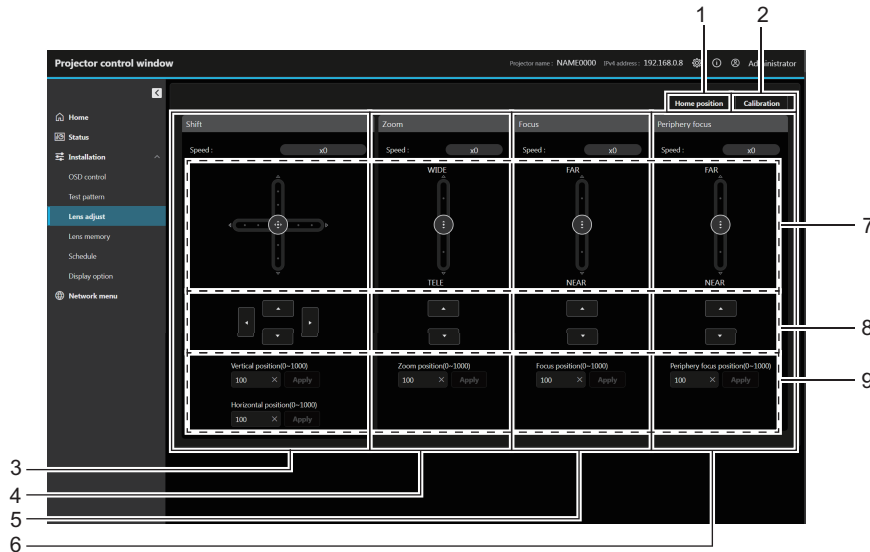 1 2
Projector control window Projector name : NAME0000 IPv4 address : 192.168.0.8 Administrator
Home position Calibration
Home
Status
Installation
OSD control
Test pattern
Lens adjust
Lens memory
Schedule
Display option
Network menu
Shift Zoom Focus Periphery focus
Speed : x0 Speed : x0 Speed : x0 Speed : x0
WIDE FAR FAR
7
TELE NEAR NEAR
8
Vertical position(0~1000) Zoom position(0~1000) Focus position(0~1000) Periphery focus position(0~1000)
100 × Apply 100 × Apply 100 × Apply 100 × Apply
9
Horizontal position(0~1000)
100 × Apply
3
4
5
6